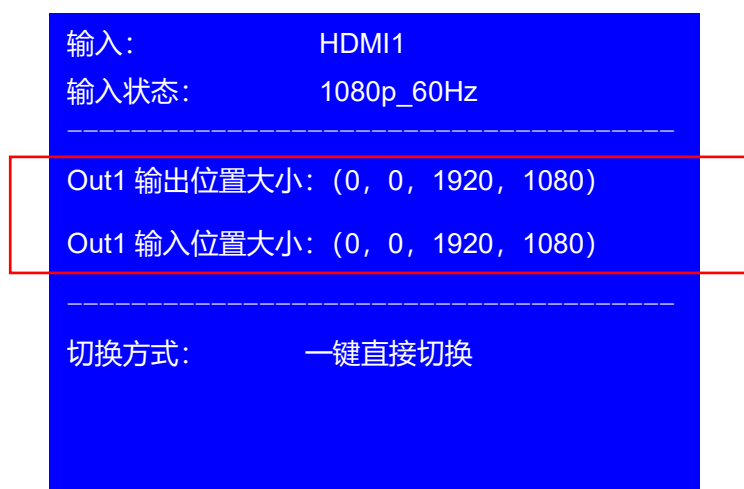 输入： HDMI1
输入状态： 1080p_60Hz
Out1 输出位置大小：(0，0，1920，1080)
Out1 输入位置大小：(0，0，1920，1080)
切换方式： 一键直接切换